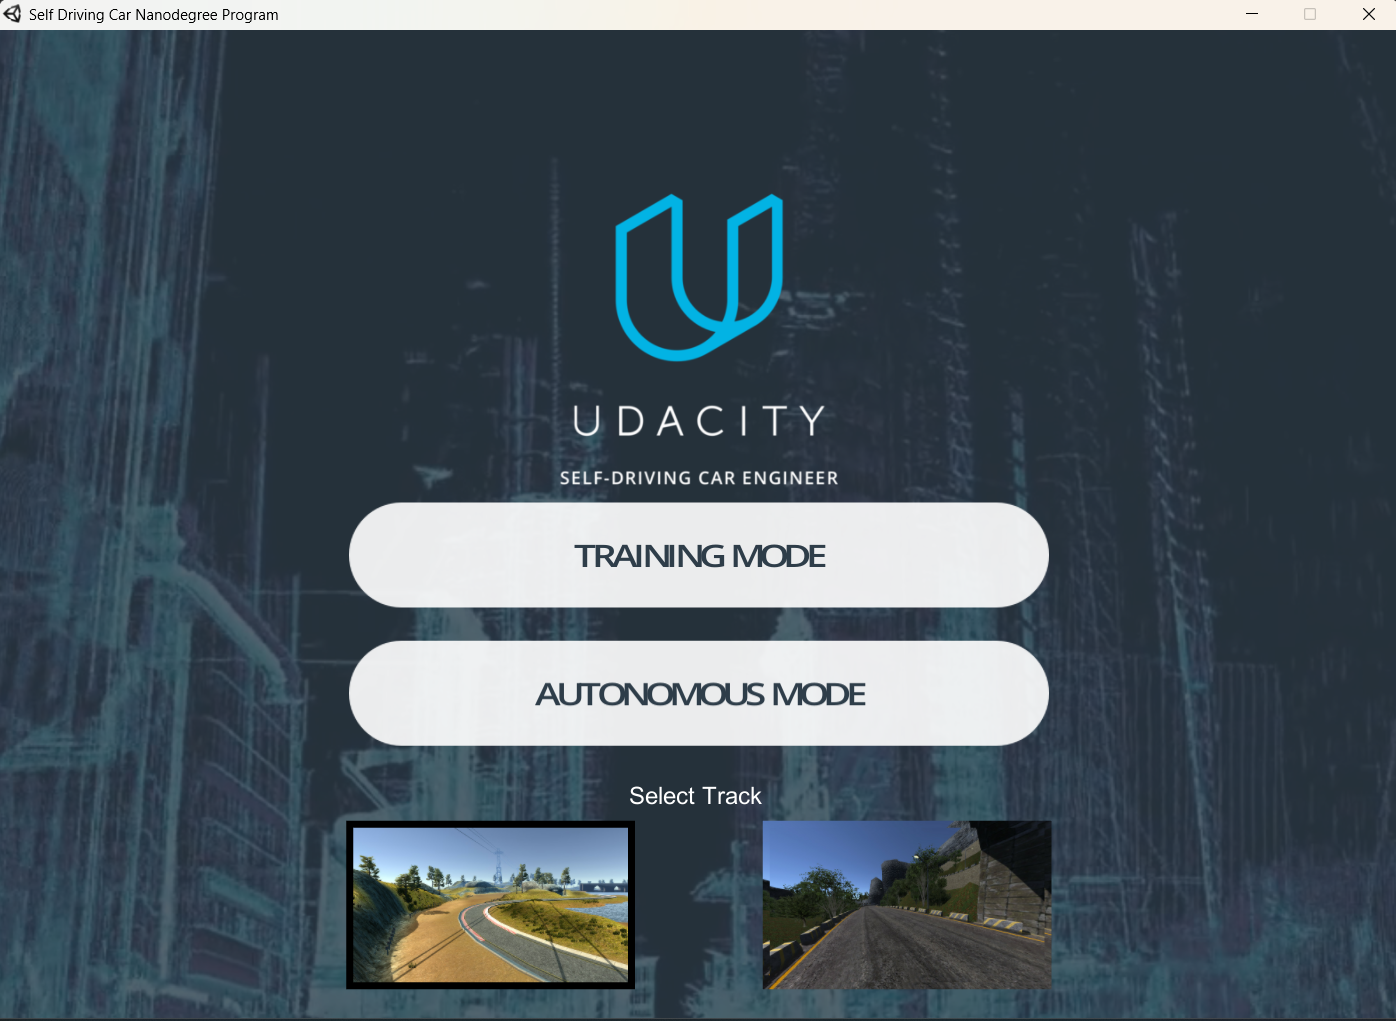 Self Driving Car Nanodegree Program
UDACITY
SELF-DRIVING CAR ENGINEER
TRAINING MODE
AUTONOMOUS MODE
Select Track